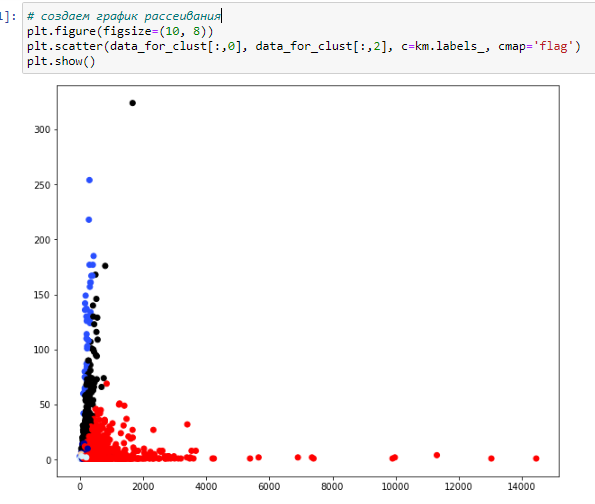 ]: # создаем график рассеивания
plt.figure(figsize=(10, 8))
plt.scatter(data_for_clust[:,0], data_for_clust[:,2], c=km.labels_, cmap='flag')
plt.show()
300
250
200
150
100
50
0
0 2000 4000 6000 8000 10000 12000 14000